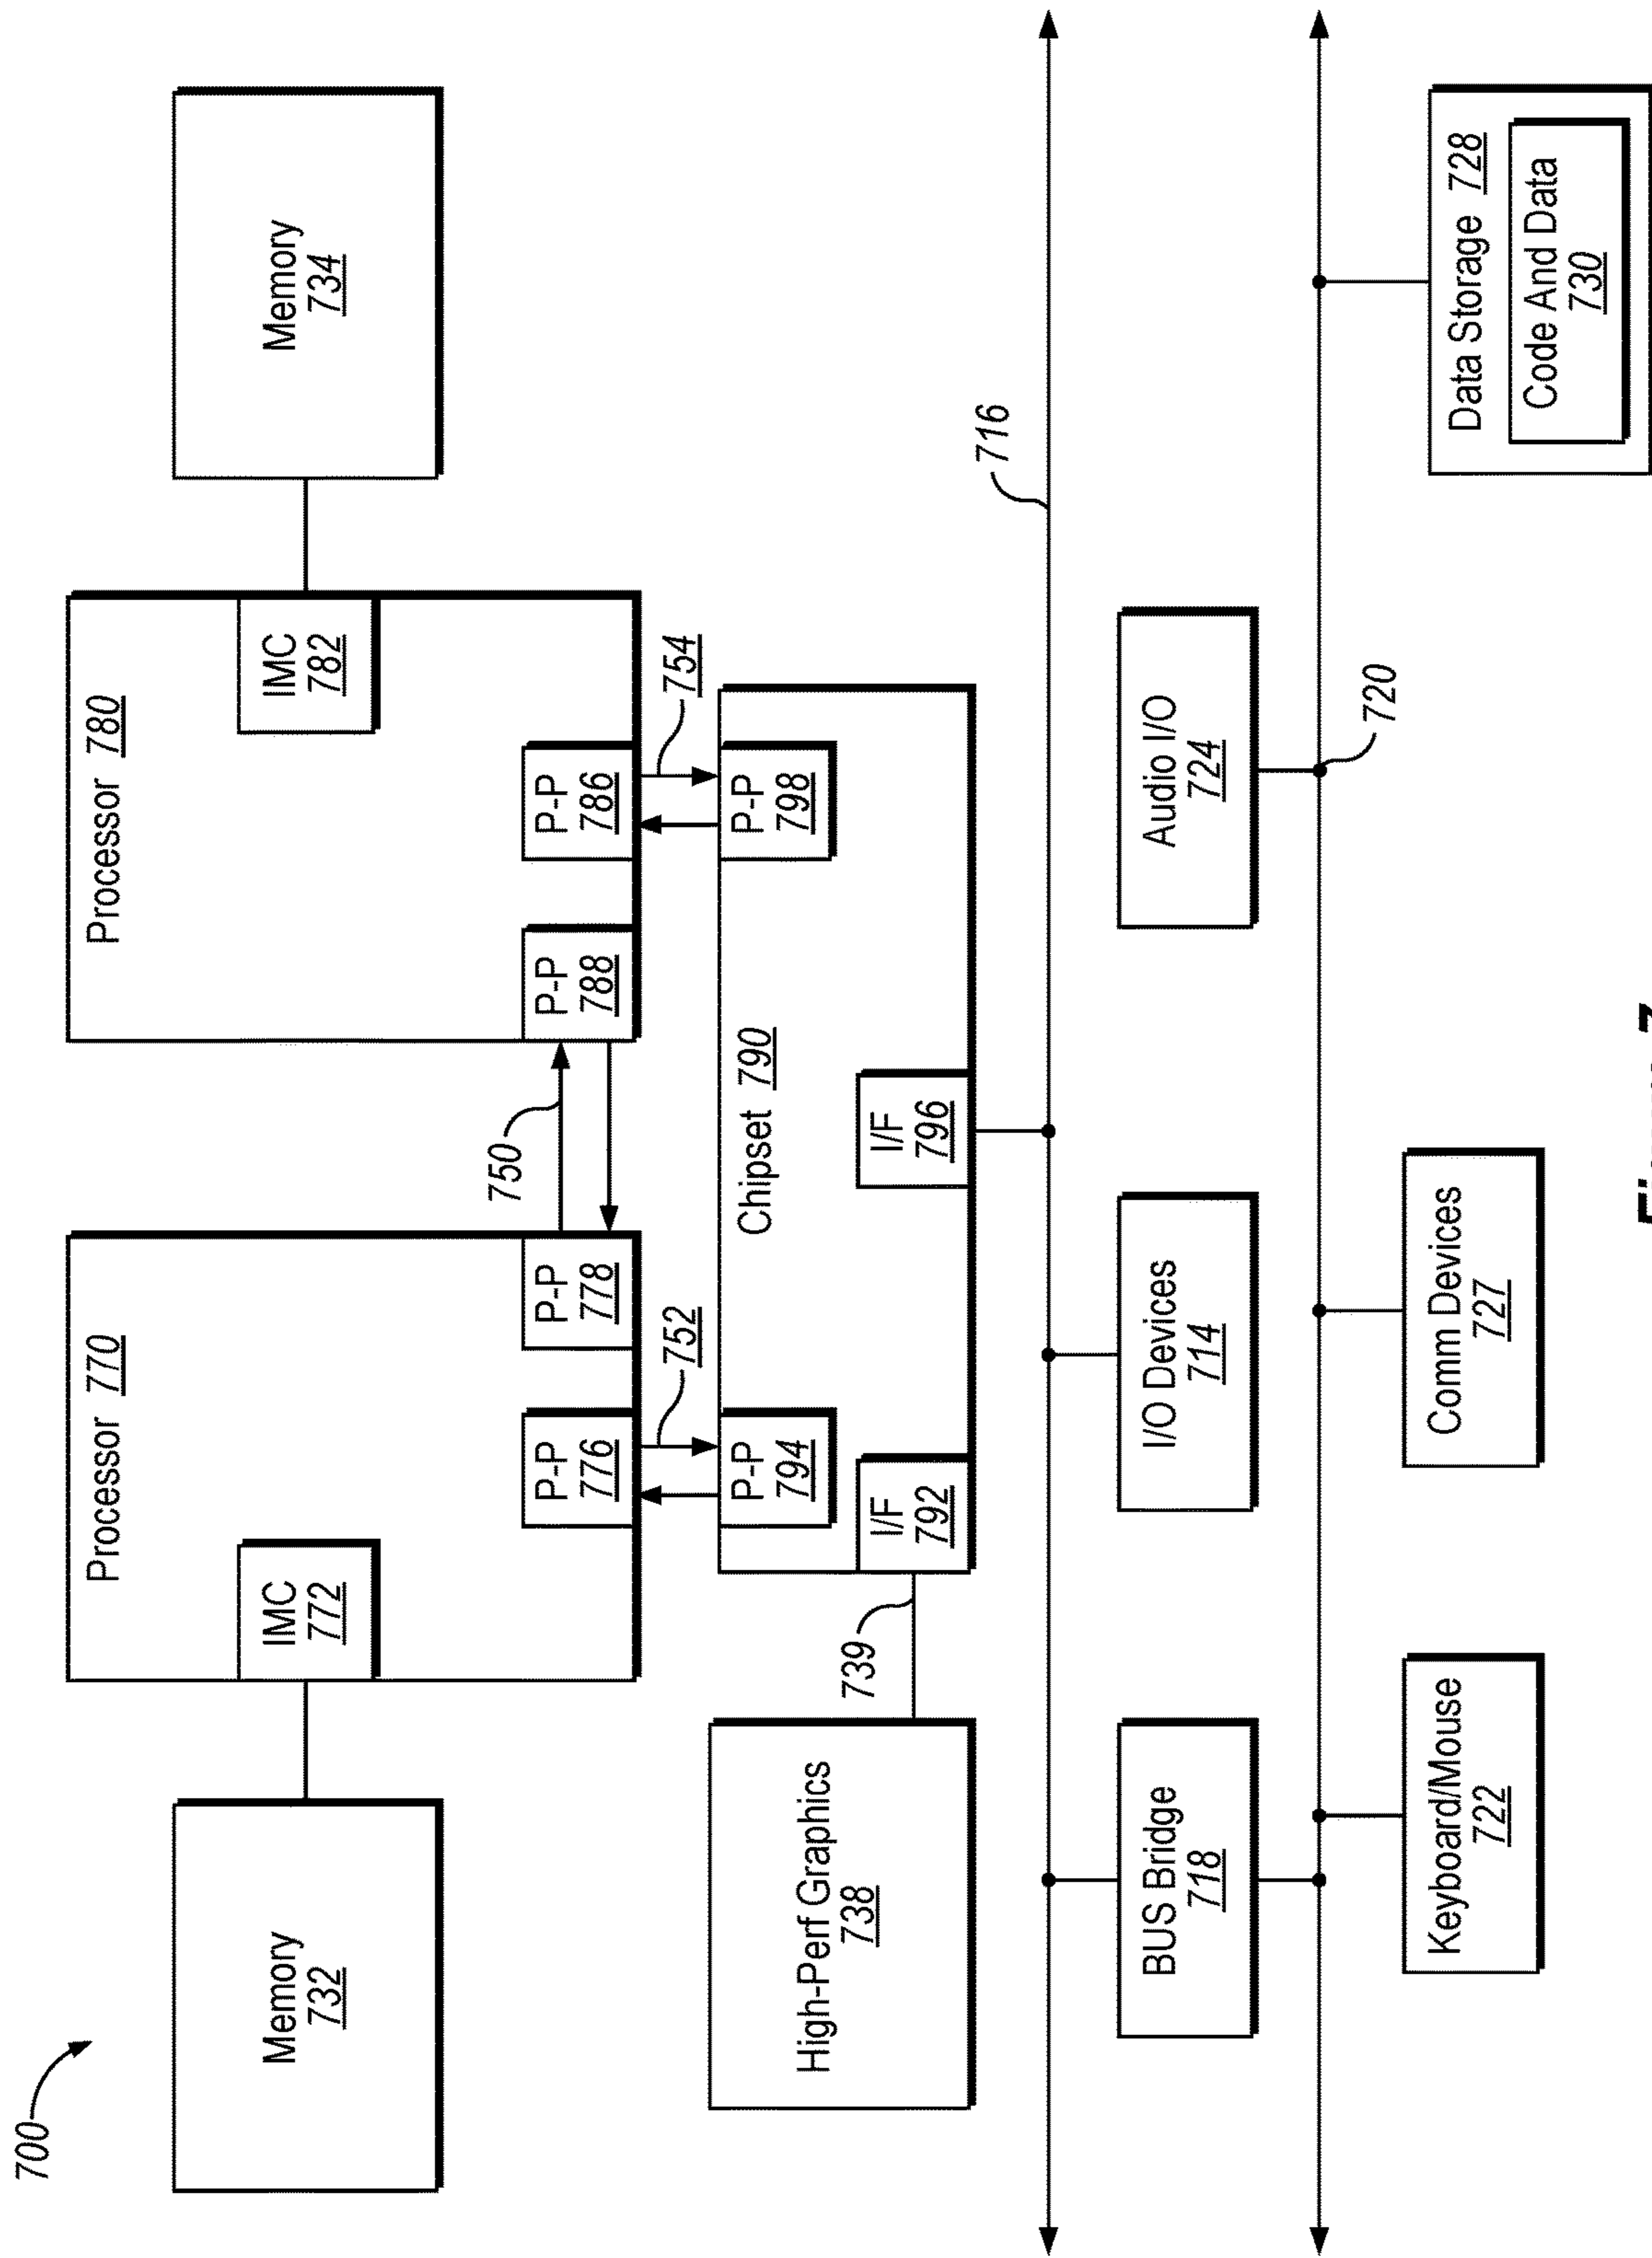 700
Memory
732
Processor 770
IMC
772
P-P
776
P-P
778
750
Processor 780
IMC
782
P-P
788
P-P
786
Memory
734
752
754
High-Perf Graphics
738
739
Chipset 790
P-P
794
P-P
798
I/F
792
I/F
796
716
BUS Bridge
718
I/O Devices
714
Audio I/O
724
720
Keyboard/Mouse
722
Comm Devices
727
Data Storage 728
Code And Data
730